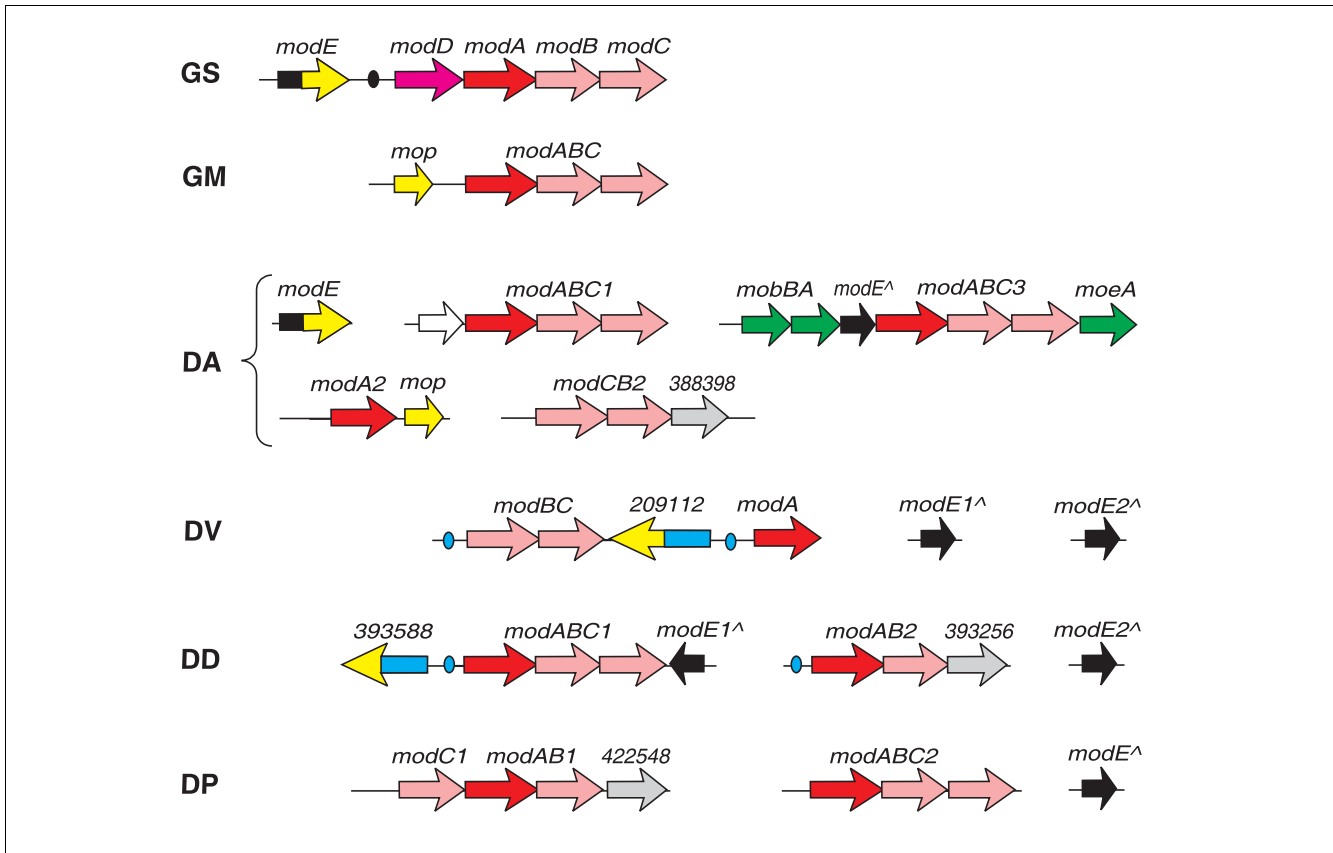 modE modD modA modB modC
GS
mop modABC
GM
modE modABC1 mobBA modE^ modABC3 moeA
DA
modA2 mop modCB2 388398
modBC 209112 modA modE1^ modE2^
DV
393588 modABC1 modE1^ modAB2 393256 modE2^
DD
modC1 modAB1 422548 modABC2 modE^
DP